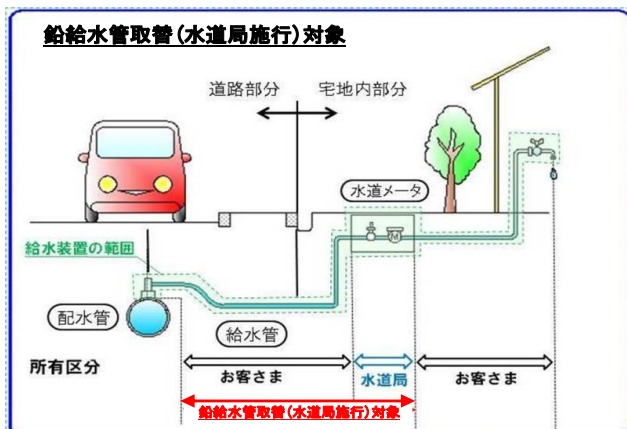 鉛給水管取替(水道局施行)対象
道路部分
宅地内部分
水道メータ
給水装置の範囲
M
配水管
給水管
所有区分
お客さま
水道局
お客さま
鉛給水管取替(水道局施行)対象